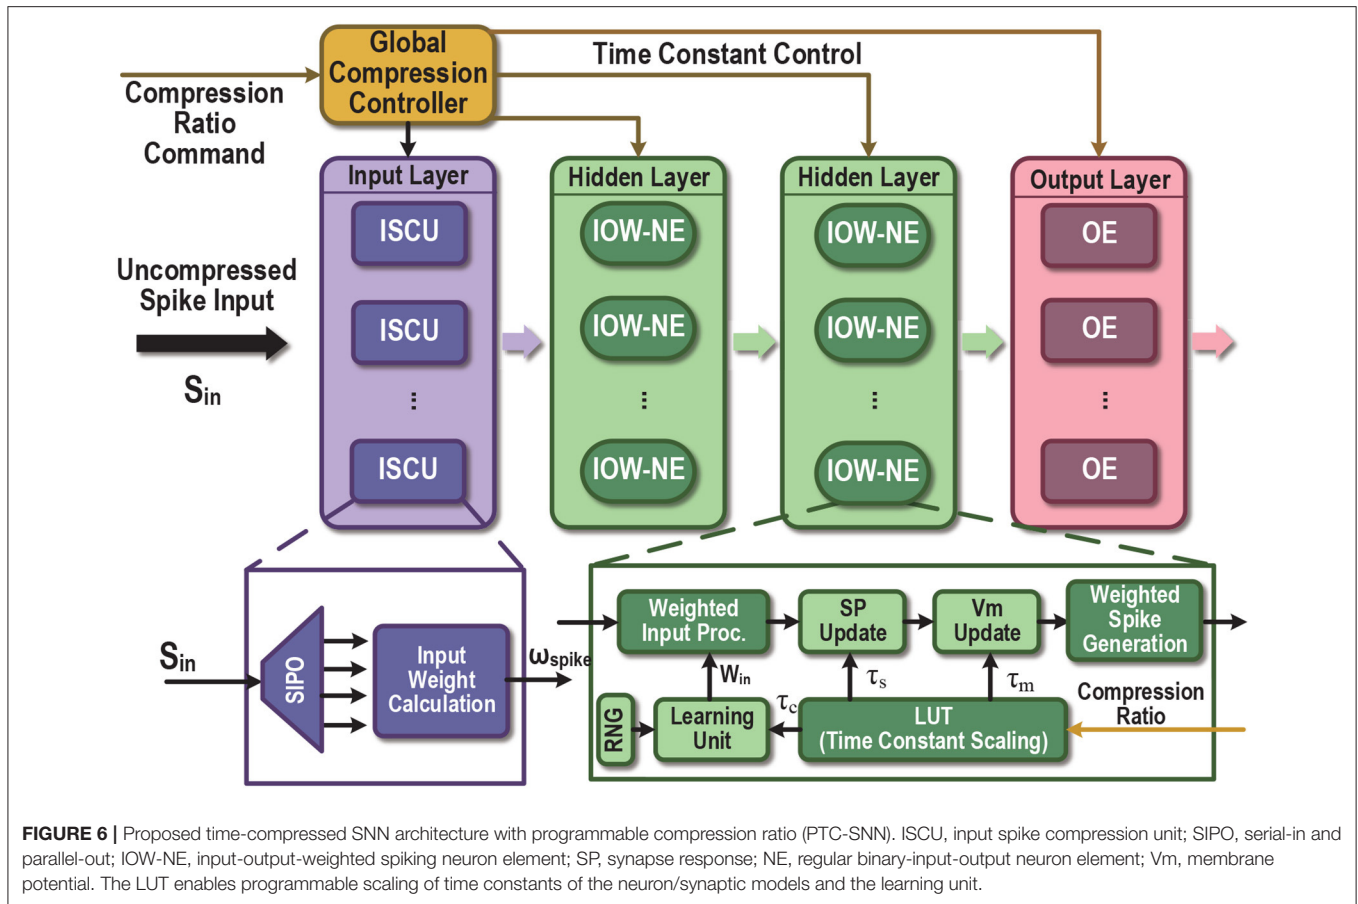 Global
Compression
Controller
Time Constant Control
Compression
Ratio
Command
Input Layer
Hidden Layer
Hidden Layer
Output Layer
ISCU
IOW-NE
IOW-NE
OE
Uncompressed
Spike Input
ISCU
IOW-NE
IOW-NE
OE
Sin
...
...
...
...
ISCU
IOW-NE
IOW-NE
OE
Sin
SIPO
Input
Weight
Calculation
ωspike
Weighted
Input Proc.
SP
Update
Vm
Update
Weighted
Spike
Generation
Win
τs
τm
τc
RNG
Learning
Unit
LUT
(Time Constant Scaling)
Compression
Ratio
FIGURE 6 | Proposed time-compressed SNN architecture with programmable compression ratio (PTC-SNN). ISCU, input spike compression unit; SIPO, serial-in and
parallel-out; IOW-NE, input-output-weighted spiking neuron element; SP, synapse response; NE, regular binary-input-output neuron element; Vm, membrane
potential. The LUT enables programmable scaling of time constants of the neuron/synaptic models and the learning unit.